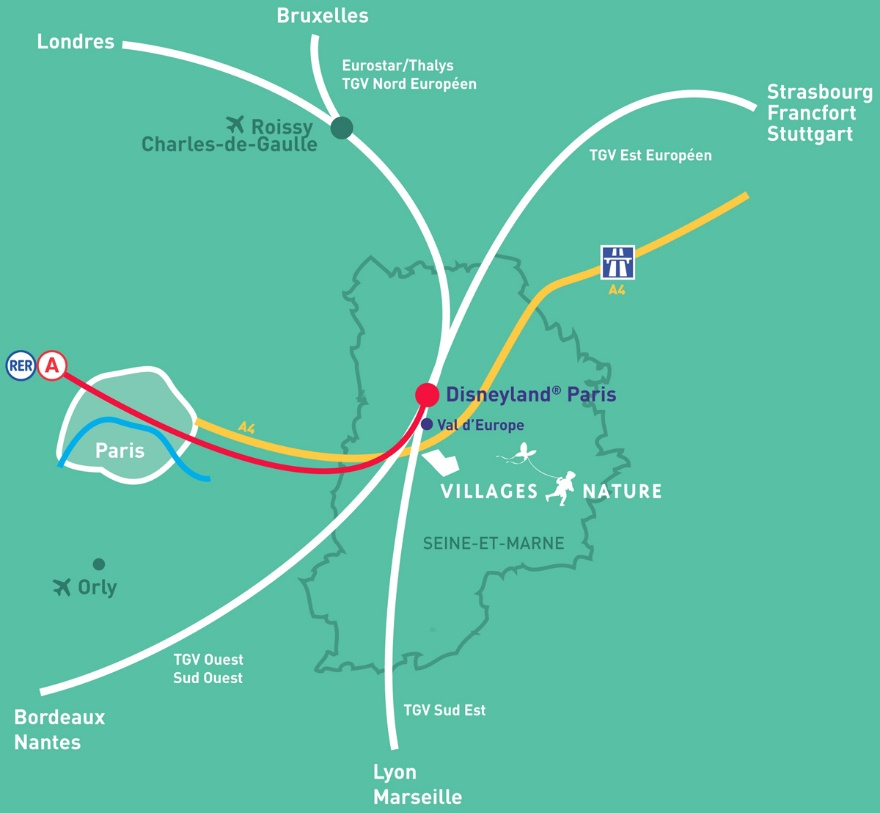 Bruxelles
Londres
Eurostar/Thalys
TGV Nord Européen
Strasbourg
Francfort
Stuttgart
Roissy
Charles-de-Gaulle
TGV Est Européen
A4
RER A
Disneyland® Paris
A4
Val d'Europe
Paris
VILLAGES NATURE
SEINE-ET-MARNE
Orly
TGV Ouest
Sud Ouest
TGV Sud Est
Bordeaux
Nantes
Lyon
Marseille